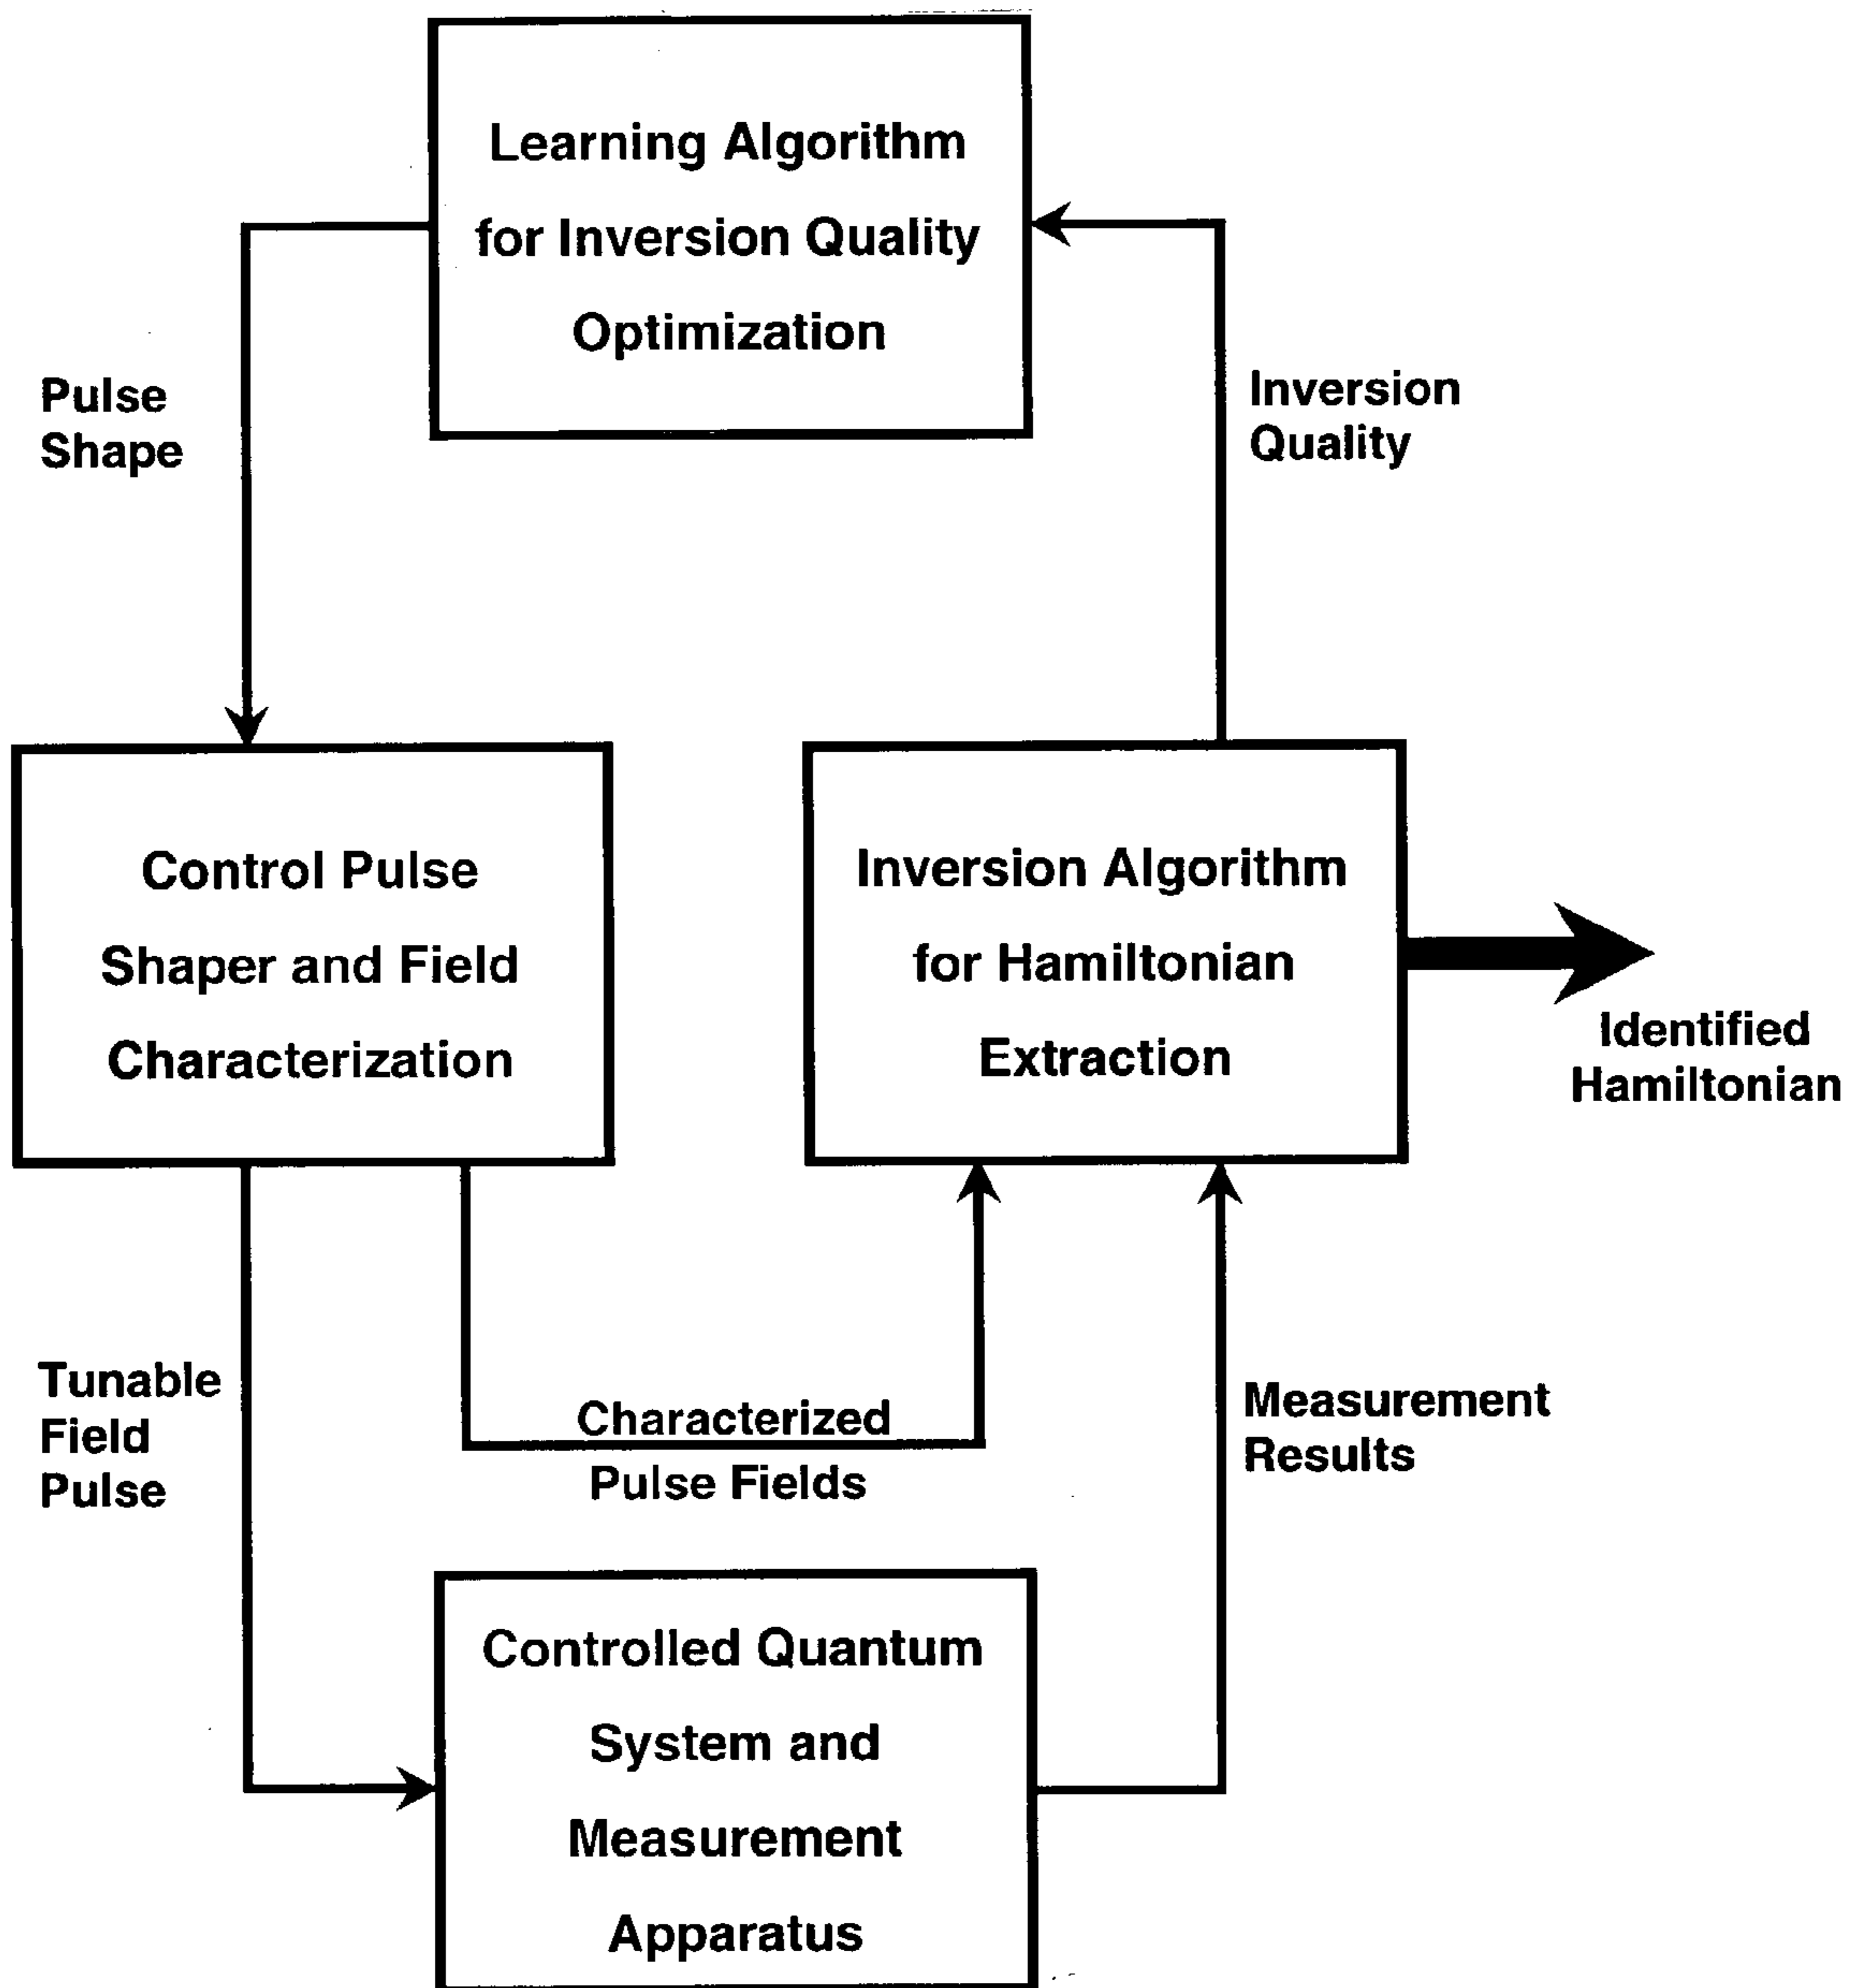 Learning Algorithm
for Inversion Quality
Optimization
Pulse
Shape
Inversion
Quality
Control Pulse
Shaper and Field
Characterization
Inversion Algorithm
for Hamiltonian
Extraction
Identified
Hamiltonian
Tunable
Field
Pulse
Characterized
Pulse Fields
Measurement
Results
Controlled Quantum
System and
Measurement
Apparatus